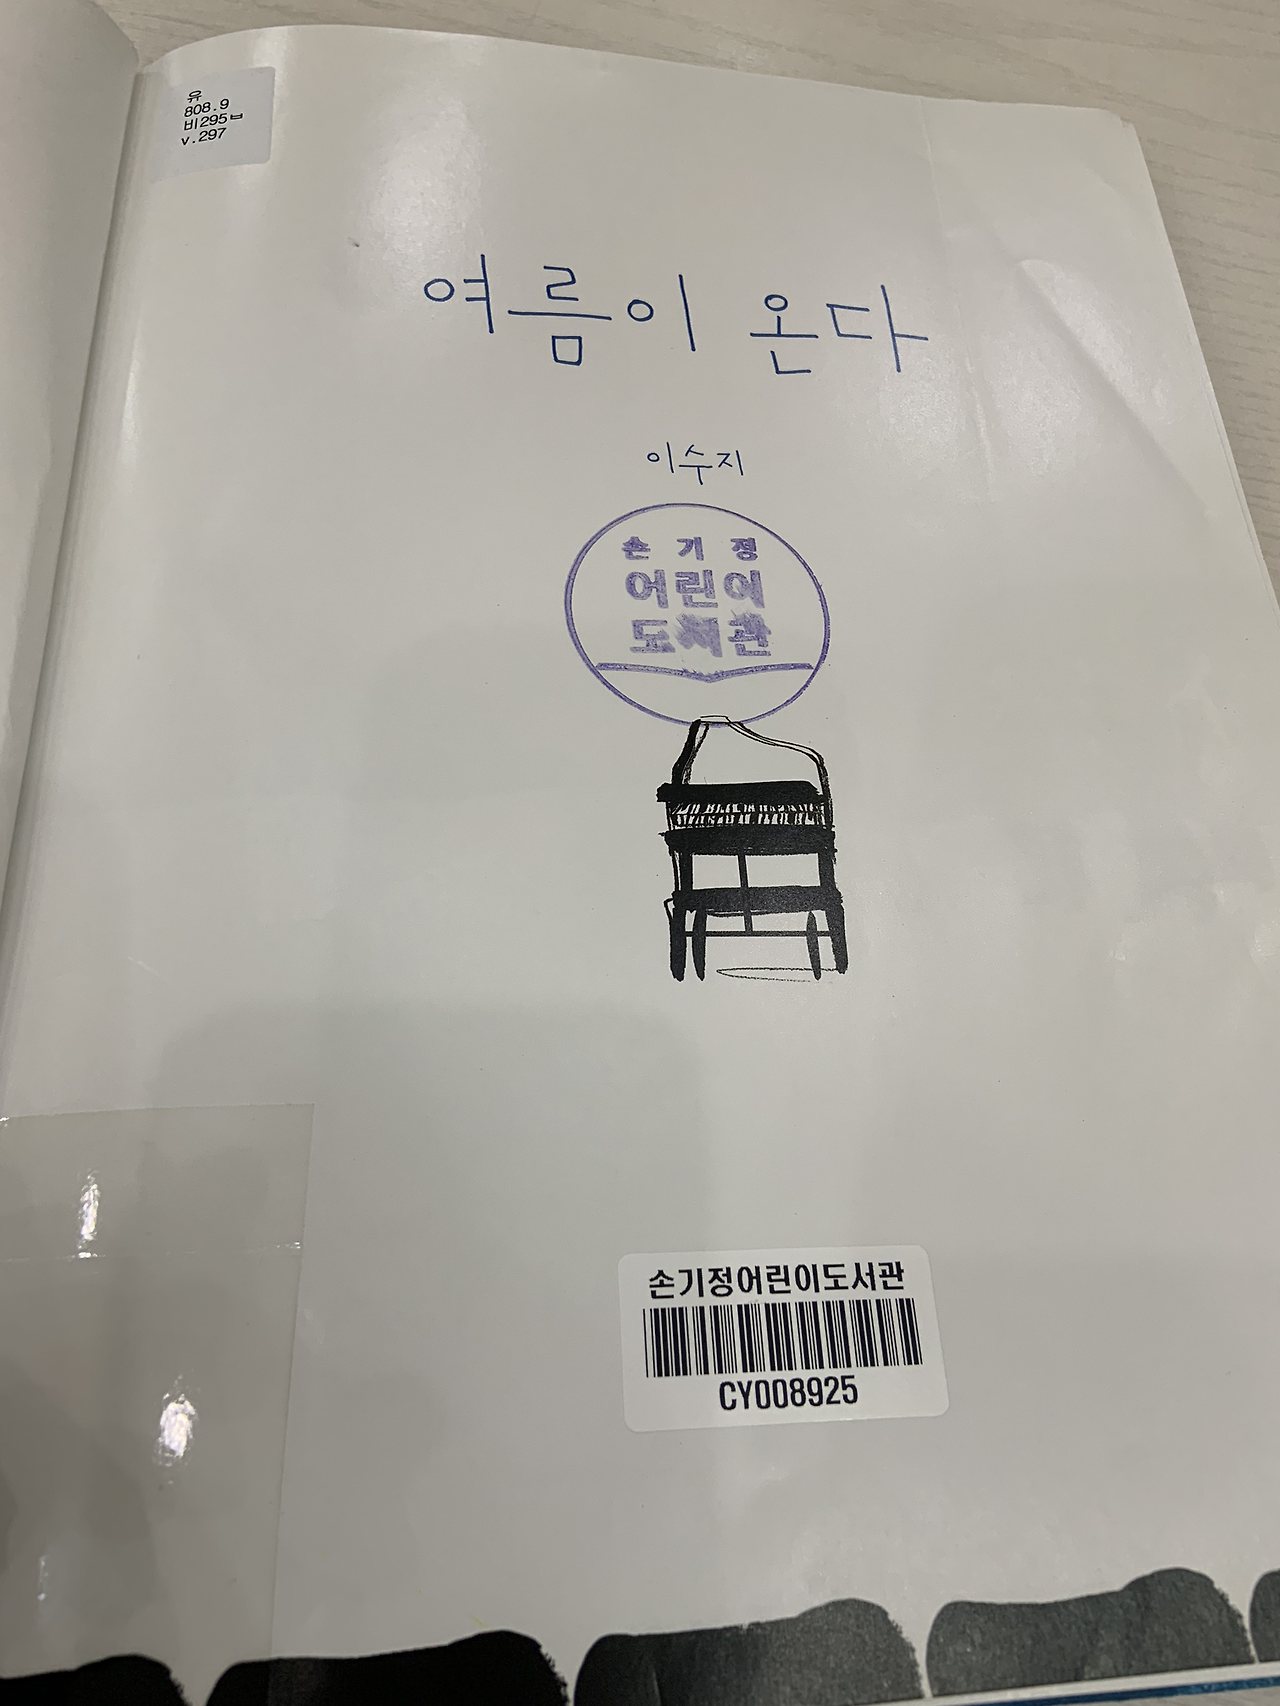 유
808.9
비295ㅂ
v.297
여름이 온다
이수지
손기정
어린이
도서관
손기정어린이도서관
CY008925